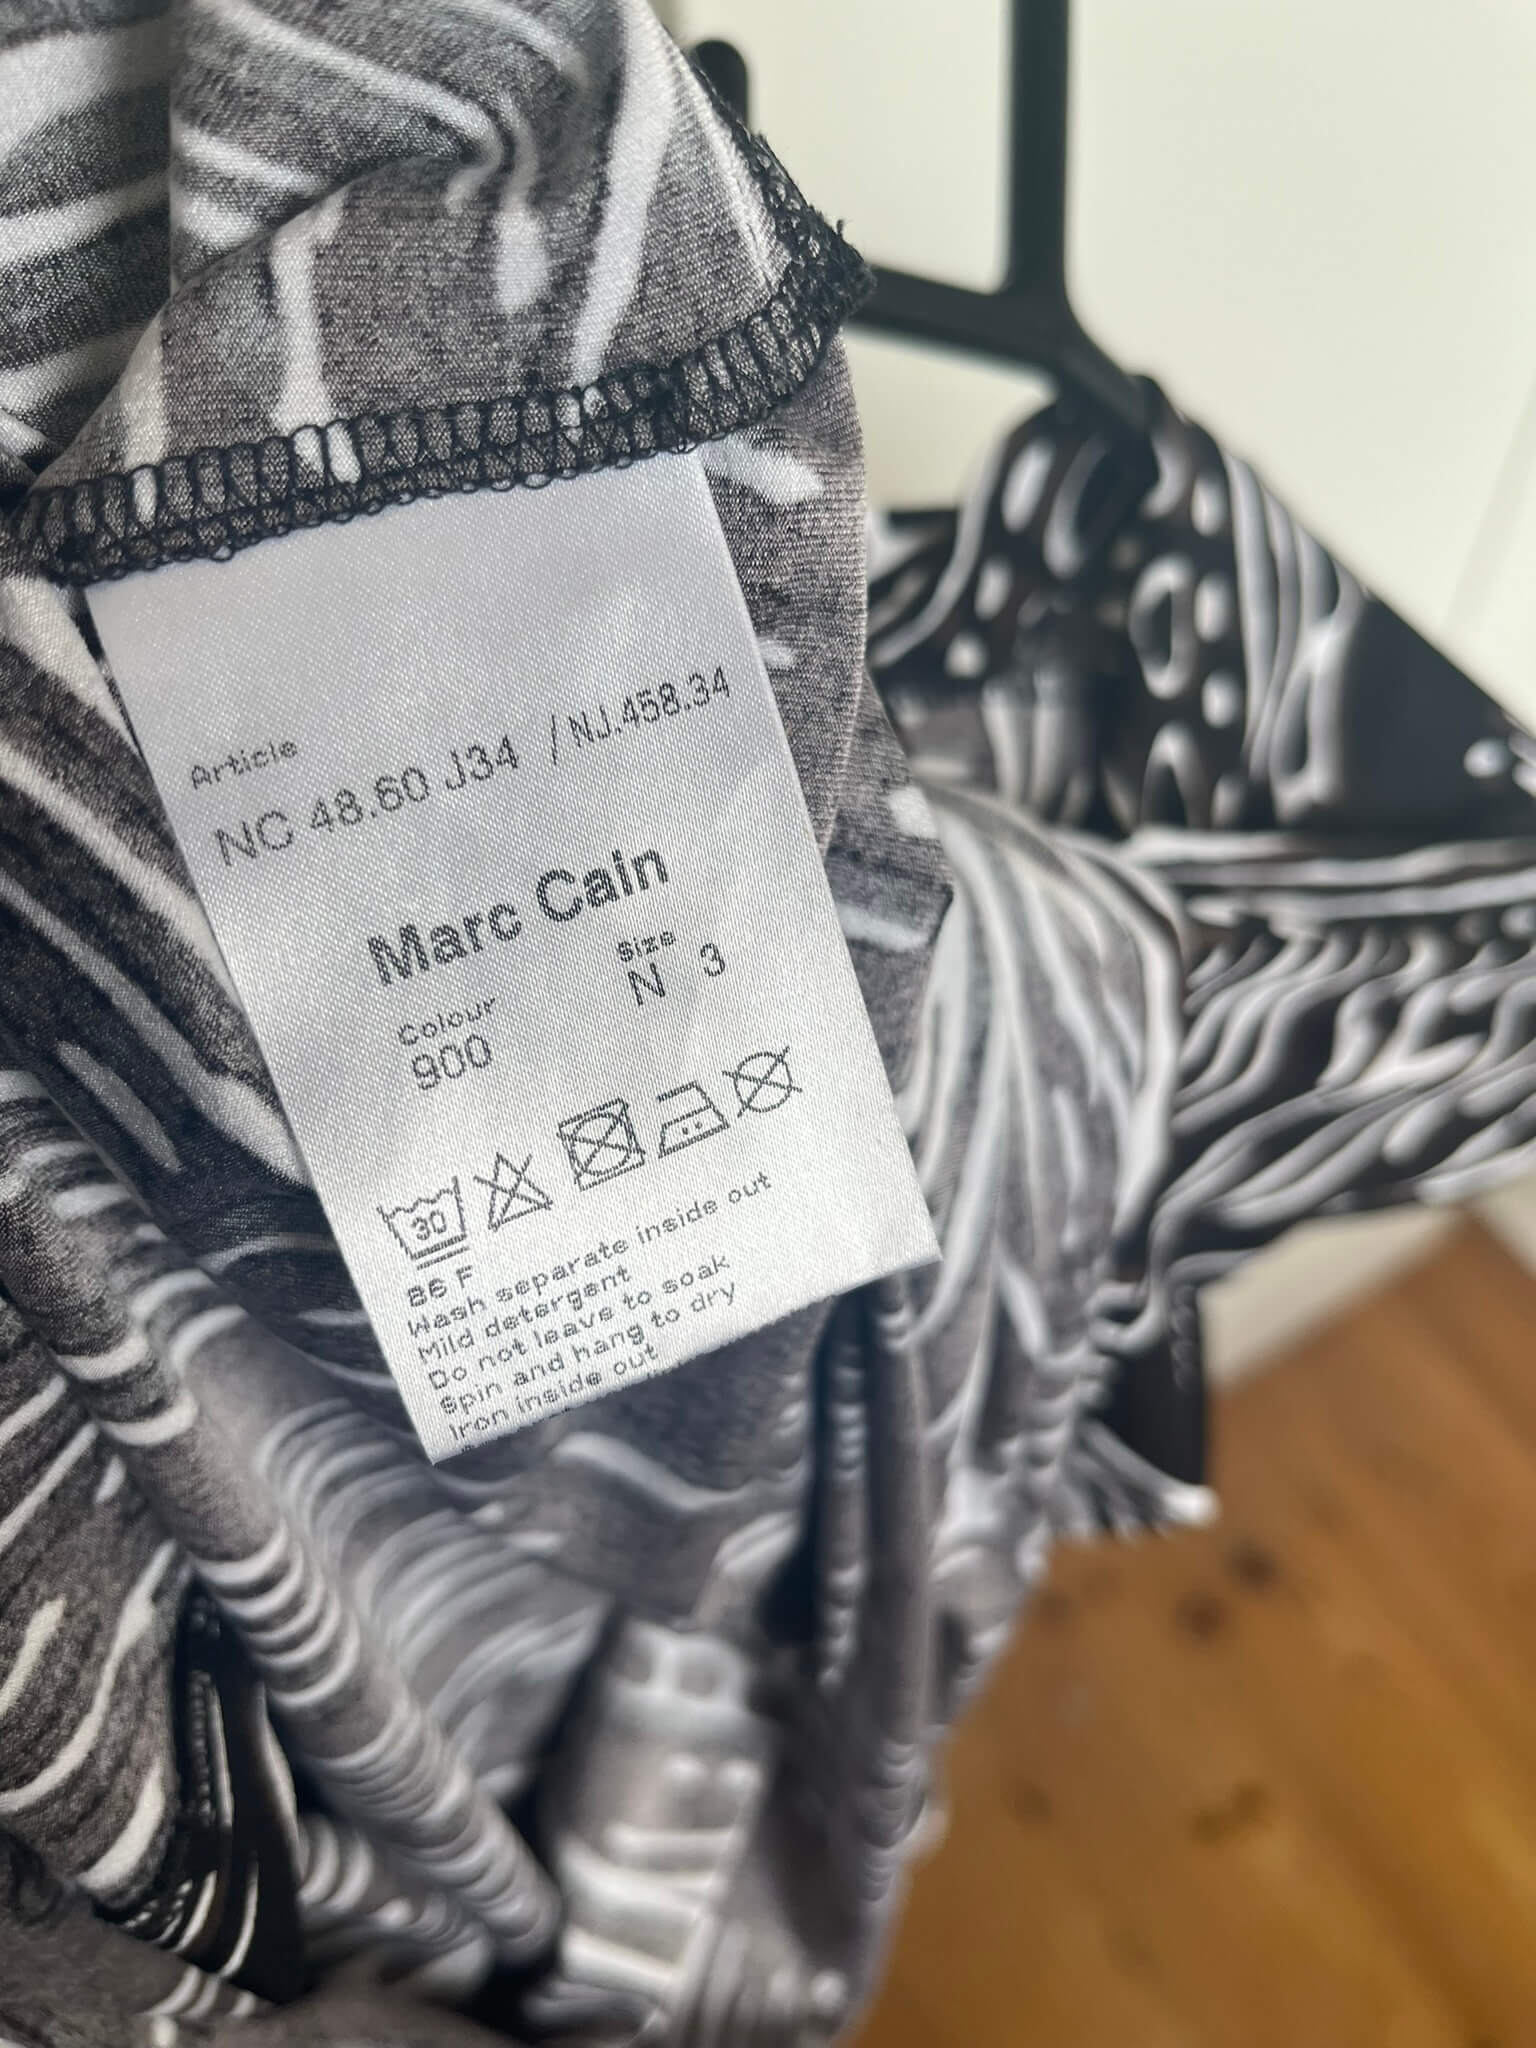 Article
NC 48.60 J34 / NJ.458.34
Marc Cain
Colour Size
900 N 3
30
86 F
Wash separate inside out
Mild detergent
Do not leave to soak
Spin and hang to dry
Iron inside out